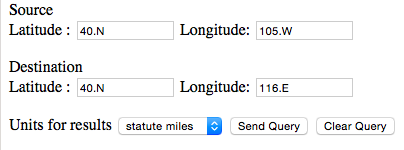 Source
Latitude : 40.N Longitude: 105.W
Destination
Latitude : 40.N Longitude: 116.E
Units for results statute miles Send Query Clear Query